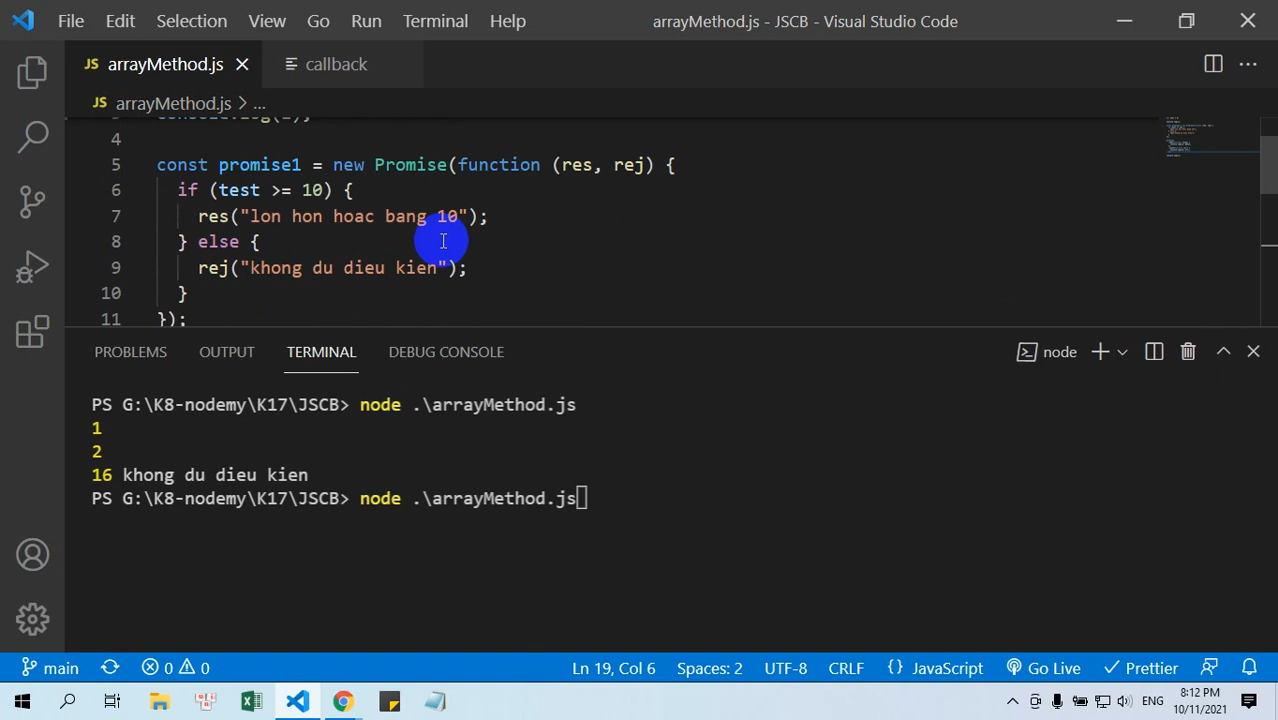 File Edit Selection View Go Run Terminal Help arrayMethod.js - JSCB - Visual Studio Code
JS arrayMethod.js callback
JS arrayMethod.js > ...
3 console.log(1);
4
5 const promise1 = new Promise(function (res, rej) {
6 if (test >= 10) {
7 res("lon hon hoac bang 10");
8 } else {
9 rej("khong du dieu kien");
10 }
11 });
PROBLEMS OUTPUT TERMINAL DEBUG CONSOLE node
PS G:\K8-nodemy\K17\JSCB> node .\arrayMethod.js
1
2
16 khong du dieu kien
PS G:\K8-nodemy\K17\JSCB> node .\arrayMethod.js
main 0 0 Ln 19, Col 6 Spaces: 2 UTF-8 CRLF {} JavaScript Go Live Prettier
ENG 8:12 PM
10/11/2021